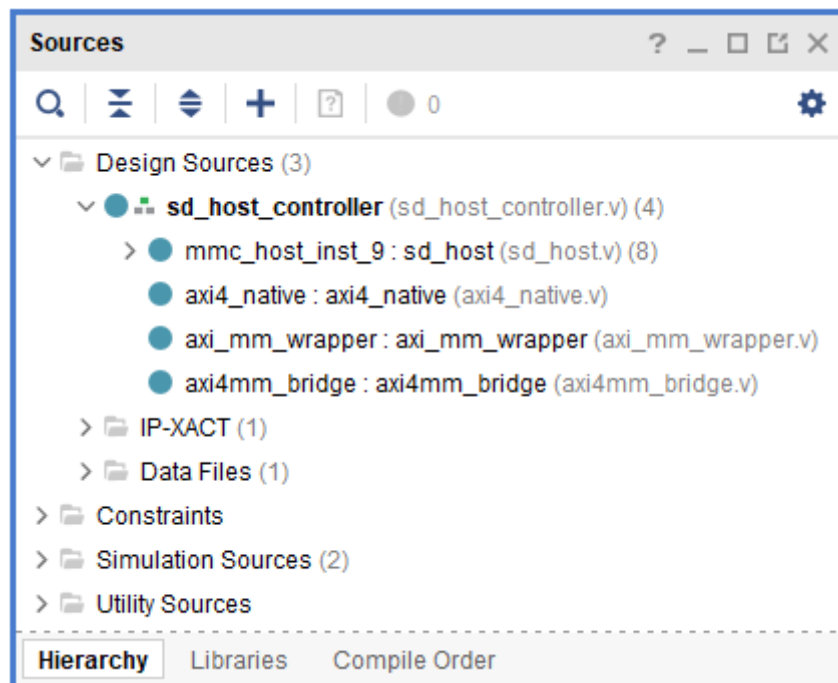 Sources
? 
0
Design Sources (3)
sd_host_controller (sd_host_controller.v) (4)
mmc_host_inst_9 : sd_host (sd_host.v) (8)
axi4_native : axi4_native (axi4_native.v)
axi_mm_wrapper : axi_mm_wrapper (axi_mm_wrapper.v)
axi4mm_bridge : axi4mm_bridge (axi4mm_bridge.v)
IP-XACT (1)
Data Files (1)
Constraints
Simulation Sources (2)
Utility Sources
Hierarchy Libraries Compile Order